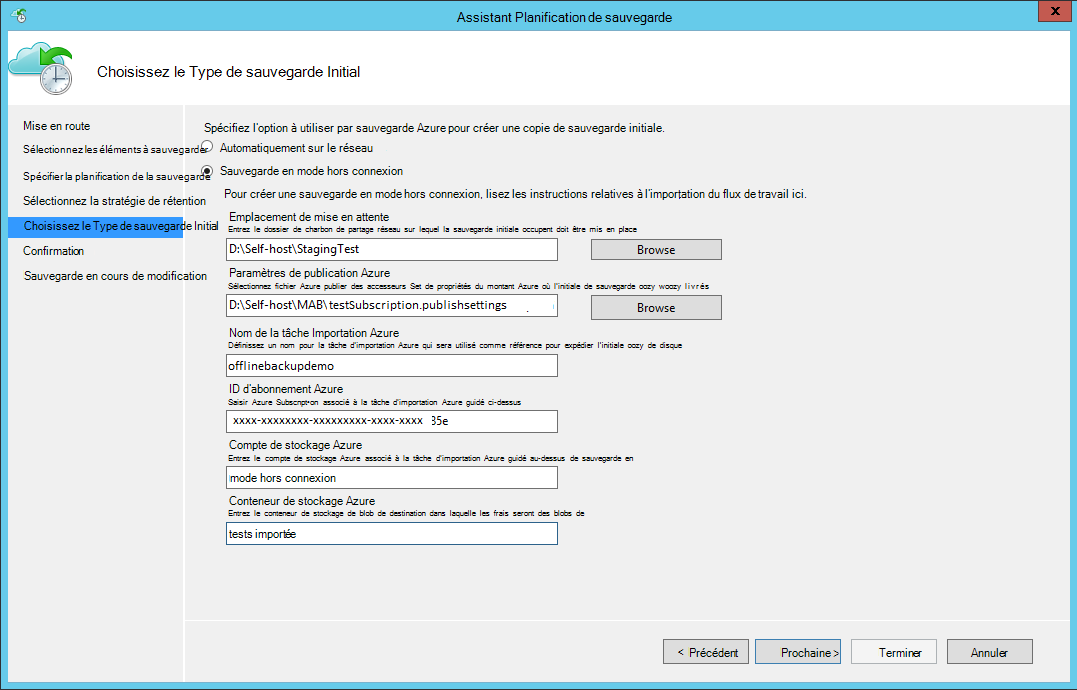 Assistant Planification de sauvegarde
x
Choisissez le Type de sauvegarde Initial
Mise en route
Sélectionnez les éléments à sauvegarder
Spécifier la planification de la sauvegarde
Sélectionnez la stratégie de rétention
Choisissez le Type de sauvegarde Initial
Confirmation
Sauvegarde en cours de modification
Spécifiez l'option à utiliser par sauvegarde Azure pour créer une copie de sauvegarde initiale.
Automatiquement sur le réseau
Sauvegarde en mode hors connexion
Pour créer une sauvegarde en mode hors connexion, lisez les instructions relatives à l'importation du flux de travail ici.
Emplacement de mise en attente
Entrez le dossier de charbon de partage réseau sur lequel la sauvegarde initiale occupent doit être mis en place
D:\Self-host\StagingTest
Browse
Paramètres de publication Azure
Sélectionnez fichier Azure publier des accesseurs Set de propriétés du montant Azure où l'initiale de sauvegarde oozy woozy livrés
D:\Self-host\MAB\testSubscription.publishsettings
Browse
Nom de la tâche Importation Azure
Définissez un nom pour la tâche d'importation Azure qui sera utilisé comme référence pour expédier l'initiale oozy de disque
offlinebackupdemo
ID d'abonnement Azure
Saisir Azure Subscription associé à la tâche d'importation Azure guidé ci-dessus
xxxx-xxxxxxxx-xxxxxxxxx-xxxx-xxxx 35e
Compte de stockage Azure
Entrez le compte de stockage Azure associé à la tâche d'importation Azure guidé au-dessus de sauvegarde en
mode hors connexion
Conteneur de stockage Azure
Entrez le conteneur de stockage de blob de destination dans laquelle les frais seront des blobs de
tests importée
< Précédent
Prochaine >
Terminer
Annuler